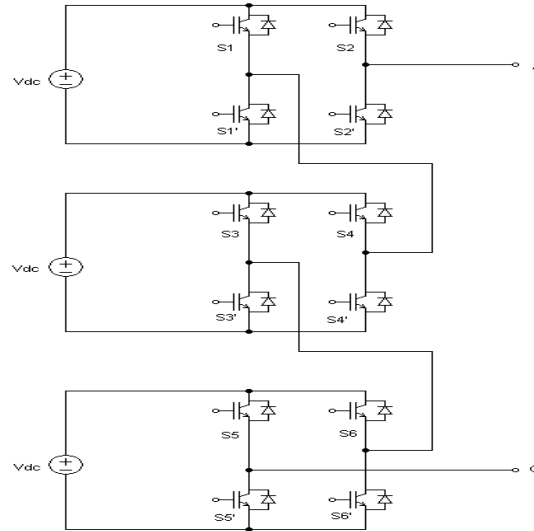 S1 S2
Vdc
S1' S2'
S3 S4
Vdc
S3' S4'
S5 S6
Vdc
S5' S6'